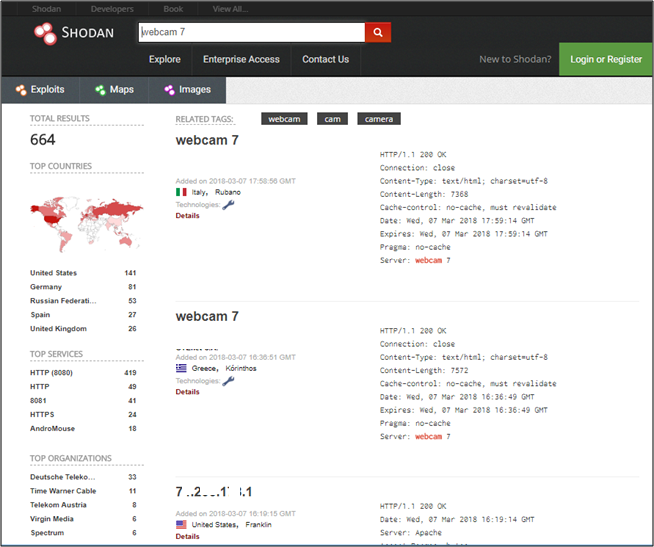 Shodan Developers Book View All...
SHODAN
webcam 7
Explore Enterprise Access Contact Us
New to Shodan? Login or Register
Exploits Maps Images
TOTAL RESULTS
664
TOP COUNTRIES
United States 141
Germany 81
Russian Federati... 53
Spain 27
United Kingdom 26
TOP SERVICES
HTTP (8080) 419
HTTP 49
8081 41
HTTPS 24
AndroMouse 18
TOP ORGANIZATIONS
Deutsche Teleko... 33
Time Warner Cable 11
Telekom Austria 8
Virgin Media 6
Spectrum 6
RELATED TAGS: webcam cam camera
webcam 7
Added on 2018-03-07 17:58:56 GMT
Italy, Rubano
Technologies:
Details
HTTP/1.1 200 OK
Connection: close
Content-Type: text/html; charset=utf-8
Content-Length: 7368
Cache-control: no-cache, must revalidate
Date: Wed, 07 Mar 2018 17:59:14 GMT
Expires: Wed, 07 Mar 2018 17:59:14 GMT
Pragma: no-cache
Server: webcam 7
webcam 7
Added on 2018-03-07 16:36:51 GMT
Greece, Kórinthos
Technologies:
Details
HTTP/1.1 200 OK
Connection: close
Content-Type: text/html; charset=utf-8
Content-Length: 7572
Cache-control: no-cache, must revalidate
Date: Wed, 07 Mar 2018 16:36:49 GMT
Expires: Wed, 07 Mar 2018 16:36:49 GMT
Pragma: no-cache
Server: webcam 7
Added on 2018-03-07 16:19:15 GMT
United States, Franklin
Details
HTTP/1.1 200 OK
Date: Wed, 07 Mar 2018 16:19:14 GMT
Server: Apache